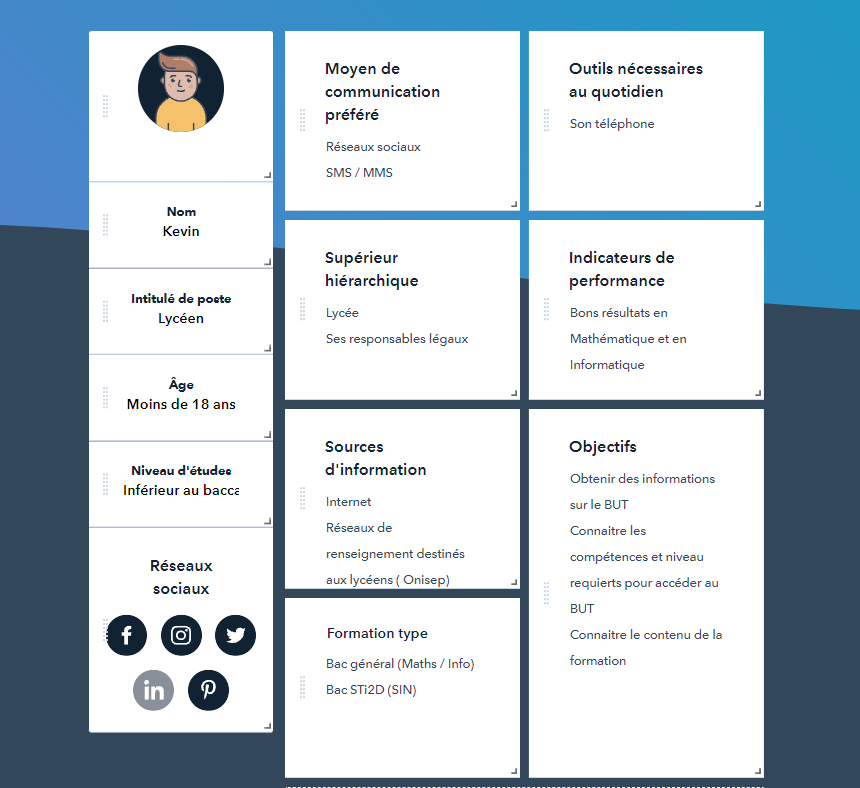 Nom
Kevin
Intitulé de poste
Lycéen
Âge
Moins de 18 ans
Niveau d'études
Inférieur au bacca
Réseaux
sociaux
Moyen de
communication
préféré
Réseaux sociaux
SMS / MMS
Outils nécessaires
au quotidien
Son téléphone
Supérieur
hiérarchique
Lycée
Ses responsables légaux
Indicateurs de
performance
Bons résultats en
Mathématique et en
Informatique
Sources
d'information
Internet
Réseaux de
renseignement destinés
aux lycéens ( Onisep)
Objectifs
Obtenir des informations
sur le BUT
Connaitre les
compétences et niveau
requierts pour accéder au
BUT
Connaitre le contenu de la
formation
Formation type
Bac général (Maths / Info)
Bac STi2D (SIN)